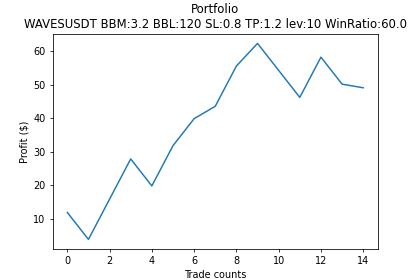 Portfolio
WAVESUSDT BBM:3.2 BBL:120 SL:0.8 TP:1.2 lev:10 WinRatio:60.0
60
50
40
30
20
10
Profit ($)
0 2 4 6 8 10 12 14
Trade counts